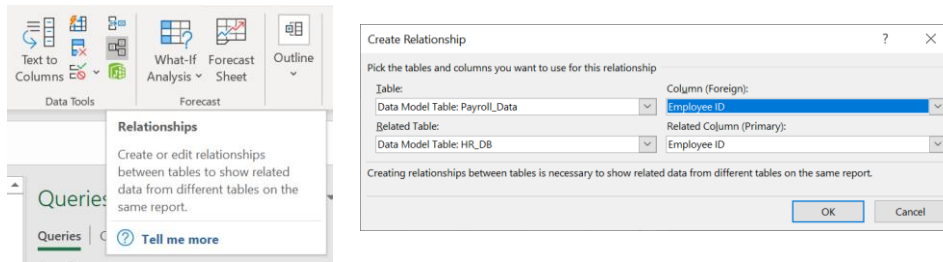 Text to
Columns
What-If
Analysis
Forecast
Sheet
Outline
Data Tools
Forecast
Relationships
Create or edit relationships
between tables to show related
data from different tables on the
same report.
Tell me more
Queries
Queries
Create Relationship
Pick the tables and columns you want to use for this relationship
Table:
Column (Foreign):
Data Model Table: Payroll_Data
Employee ID
Related Table:
Related Column (Primary):
Data Model Table: HR_DB
Employee ID
Creating relationships between tables is necessary to show related data from different tables on the same report.
OK
Cancel